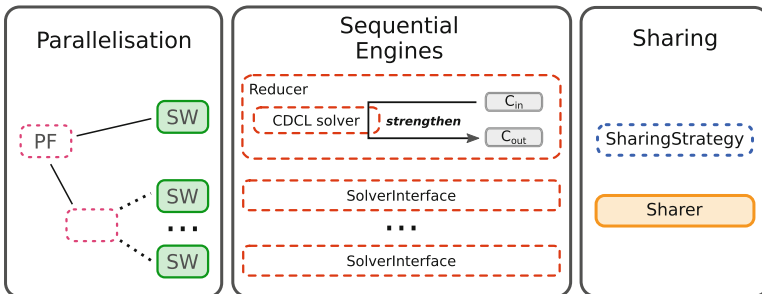 Parallelisation
PF
SW
SW
...
SW
Sequential
Engines
Reducer
CDCL solver
strengthen
Cin
Cout
SolverInterface
...
SolverInterface
Sharing
SharingStrategy
Sharer